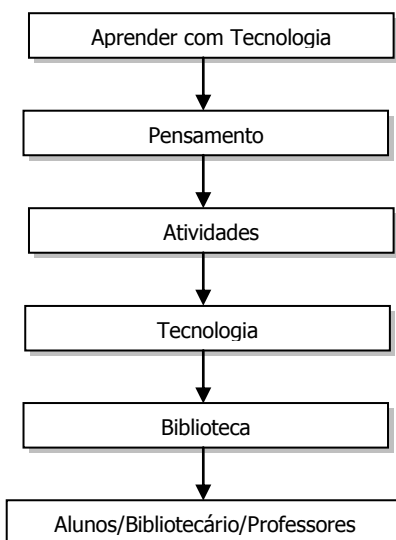 Aprender com Tecnologia
Pensamento
Atividades
Tecnologia
Biblioteca
Alunos/Bibliotecário/Professores